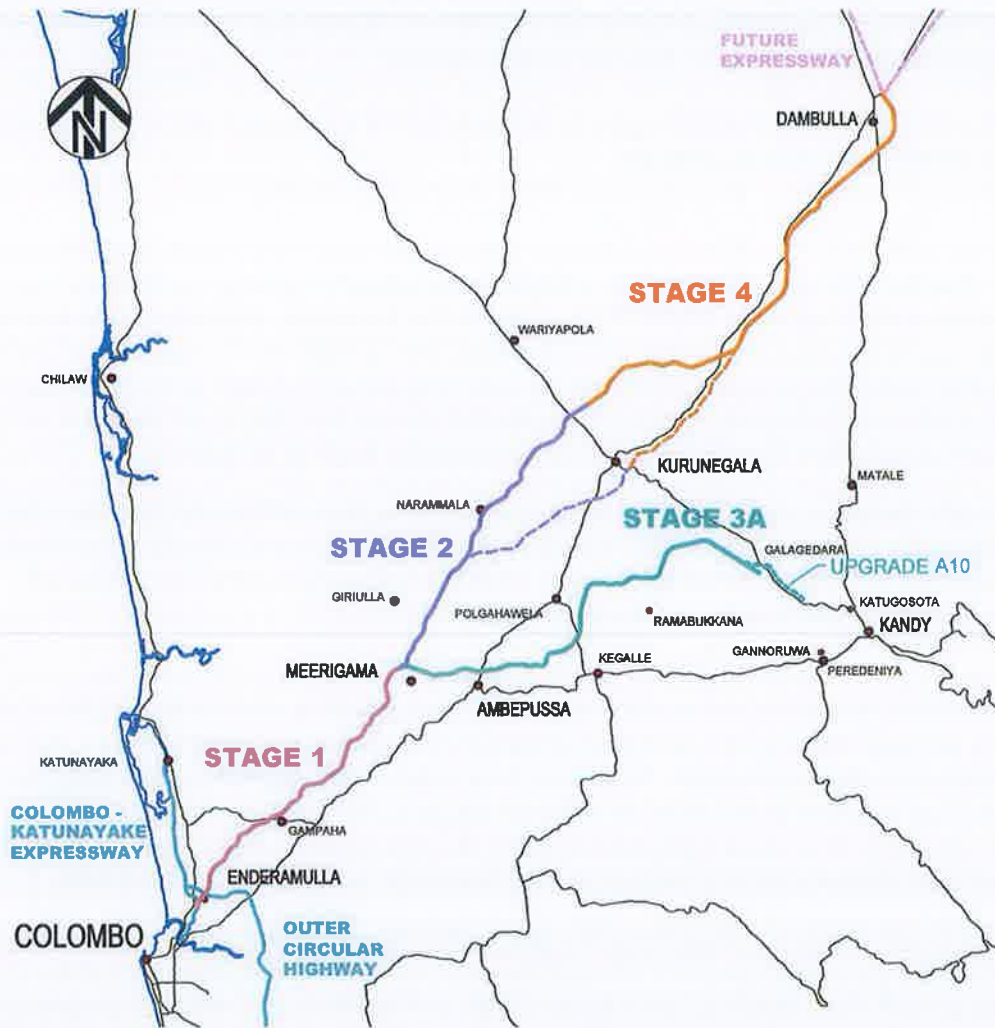 FUTURE
EXPRESSWAY
N
DAMBULLA
STAGE 4
WARIYAPOLA
CHILAW
KURUNEGALA
MATALE
NARAMMALA
STAGE 3A
STAGE 2
GALAGEDARA
UPGRADE A10
GIRIULLA
POLGAHAWELA
KATUGOSOTA
RAMABUKKANA
KANDY
GANNORUWA
MEERIGAMA
KEGALLE
PEREDENIYA
AMBEPUSSA
STAGE 1
KATUNAYAKA
COLOMBO -
KATUNAYAKE
EXPRESSWAY
GAMPAHA
ENDERAMULLA
COLOMBO
OUTER
CIRCULAR
HIGHWAY